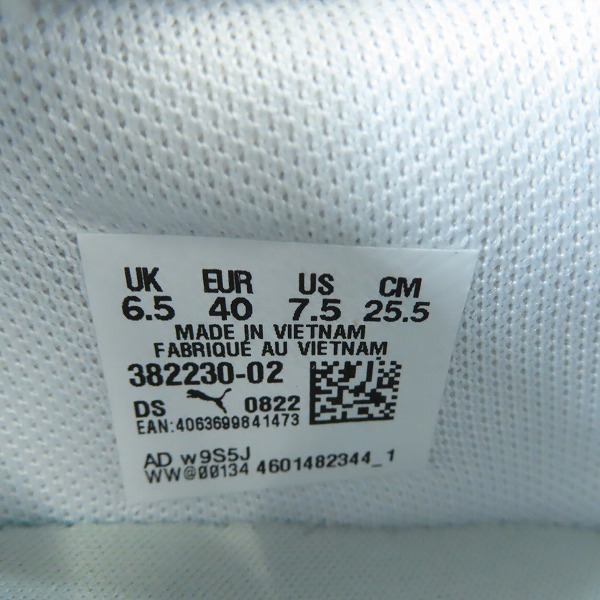 UK EUR US CM
6.5 40 7.5 25.5
MADE IN VIETNAM
FABRIQUÉ AU VIETNAM
382230-02
DS 0822
EAN:4063699841473
AD w9S5J
WW@00134 4601482344_1